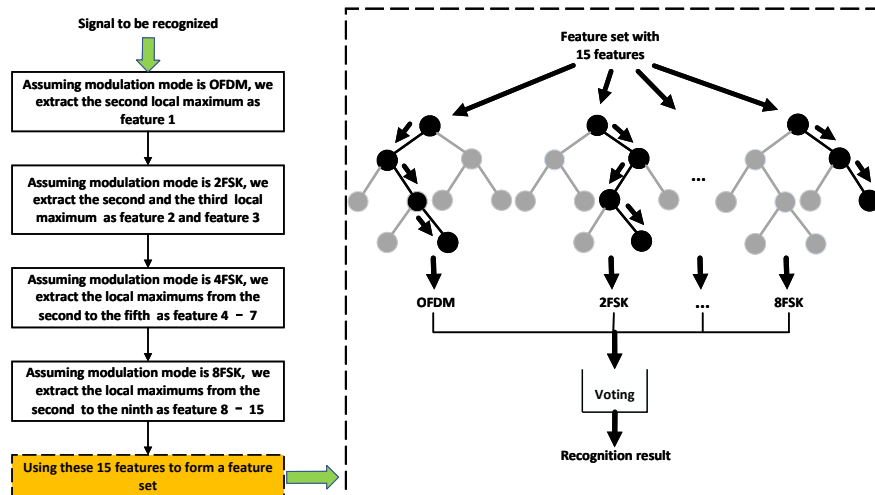 Signal to be recognized
Assuming modulation mode is OFDM, we
extract the second local maximum as
feature 1
Assuming modulation mode is 2FSK, we
extract the second and the third local
maximum as feature 2 and feature 3
Assuming modulation mode is 4FSK, we
extract the local maximums from the
second to the fifth as feature 4 – 7
Assuming modulation mode is 8FSK, we
extract the local maximums from the
second to the ninth as feature 8 – 15
Using these 15 features to form a feature
set
Feature set with
15 features
...
OFDM
2FSK
...
8FSK
Voting
Recognition result